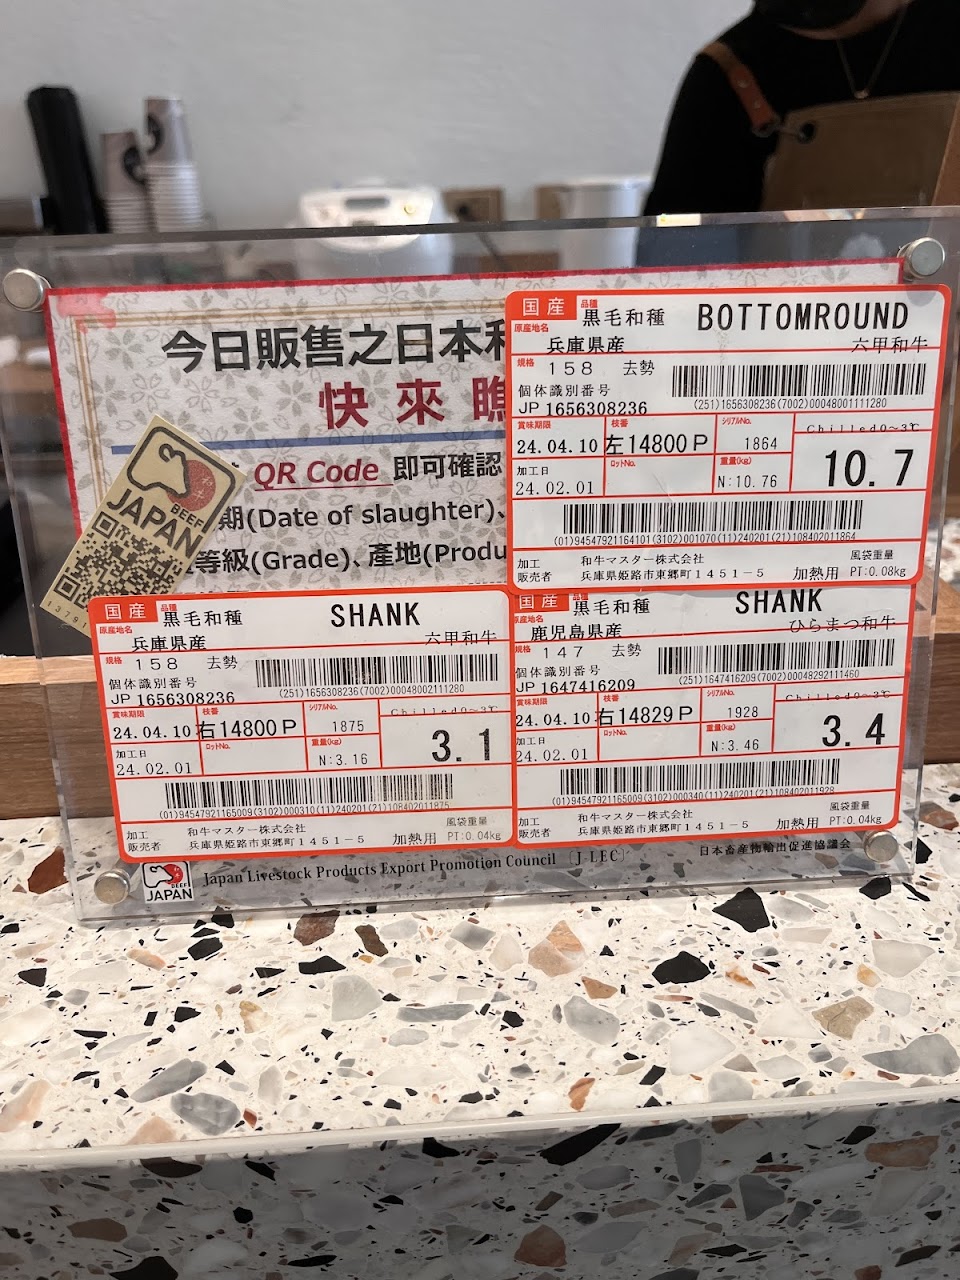 今日販售之日本和
快來瞧
QR Code 即可確認
期(Date of slaughter)、
等級(Grade)、產地(Produ
和牛
BEEF
JAPAN
1379
国産 品種 黒毛和種 BOTTOMROUND
原産地名 兵庫県産 六甲和牛
規格 158 去勢
個体識別番号
JP 1656308236
(251)1656308236(7002)00048001111280
賞味期限 枝番 シリアルNo. Chilled0~3℃
24.04.10 左14800P 1864
加工日 ロットNo. 重量(kg) 10.7
24.02.01 N:10.76
(01)94547921164101(3102)001070(11)240201(21)108402011864
加工 和牛マスター株式会社 風袋重量
販売者 兵庫県姫路市東郷町1451-5 加熱用 PT:0.08kg
国産 品種 黒毛和種 SHANK
原産地名 兵庫県産 六甲和牛
規格 158 去勢
個体識別番号
JP 1656308236
(251)1656308236(7002)00048002111280
賞味期限 枝番 シリアルNo. Chilled0~3℃
24.04.10 右14800P 1875
加工日 ロットNo. 重量(kg) 3.1
24.02.01 N:3.16
(01)94547921165009(3102)000310(11)240201(21)108402011875
加工 和牛マスター株式会社 風袋重量
販売者 兵庫県姫路市東郷町1451-5 加熱用 PT:0.04kg
国産 品種 黒毛和種 SHANK
原産地名 鹿児島県産 ひらまつ和牛
規格 147 去勢
個体識別番号
JP 1647416209
(251)1647416209(7002)00048292111460
賞味期限 枝番 シリアルNo. Chilled0~3℃
24.04.10 右14829P 1928
加工日 ロットNo. 重量(kg) 3.4
24.02.01 N:3.46
(01)94547921165009(3102)000340(11)240201(21)108402011928
加工 和牛マスター株式会社 風袋重量
販売者 兵庫県姫路市東郷町1451-5 加熱用 PT:0.04kg
BEEF
JAPAN
Japan Livestock Products Export Promotion Council 〔J-LEC〕 日本畜産物輸出促進協議会